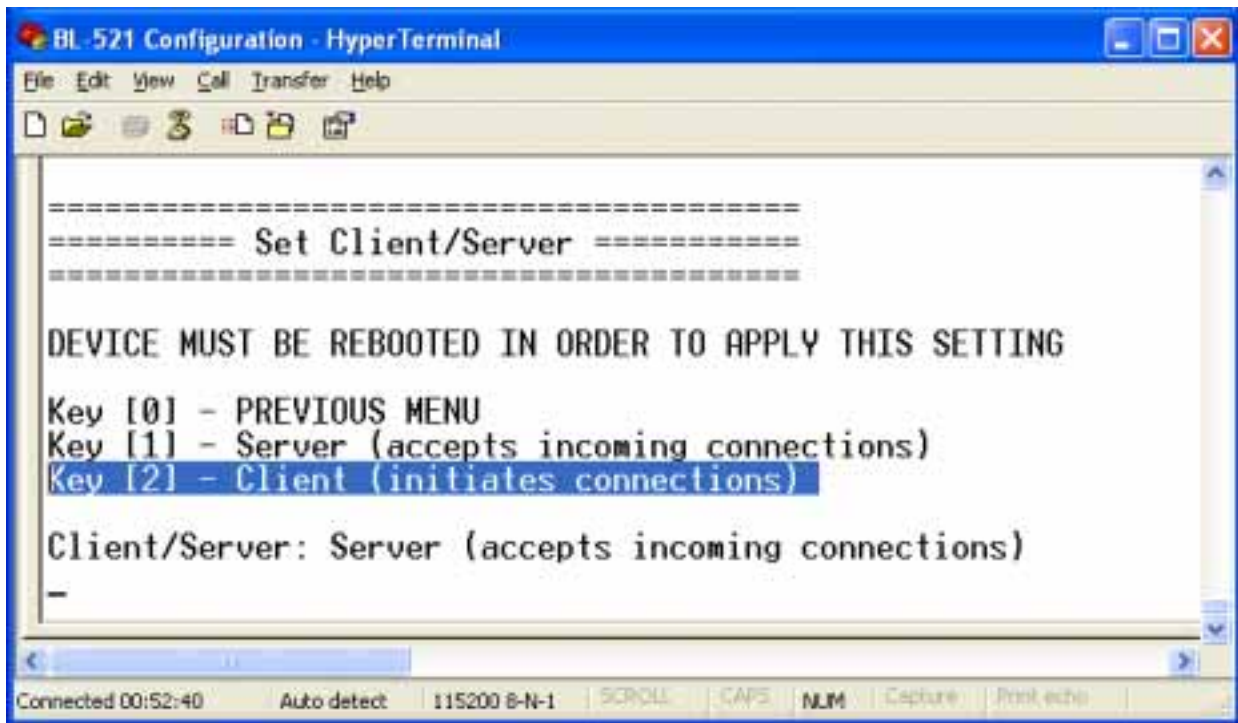 BL-521 Configuration - HyperTerminal
File Edit View Call Transfer Help
========================================
========== Set Client/Server ===========
========================================
DEVICE MUST BE REBOOTED IN ORDER TO APPLY THIS SETTING
Key [0] - PREVIOUS MENU
Key [1] - Server (accepts incoming connections)
Key [2] - Client (initiates connections)
Client/Server: Server (accepts incoming connections)
_
Connected 00:52:40 Auto detect 115200 8-N-1 SCROLL CAPS NUM Capture Print echo